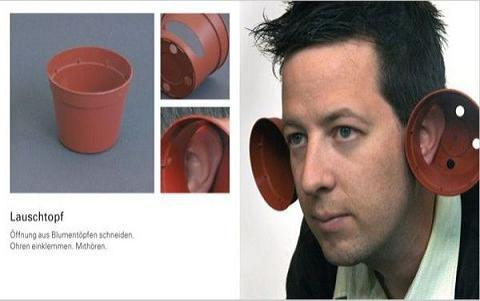 Lauschtopf
Öffnung aus Blumentöpfen schneiden.
Ohren einklemmen. Mithören.